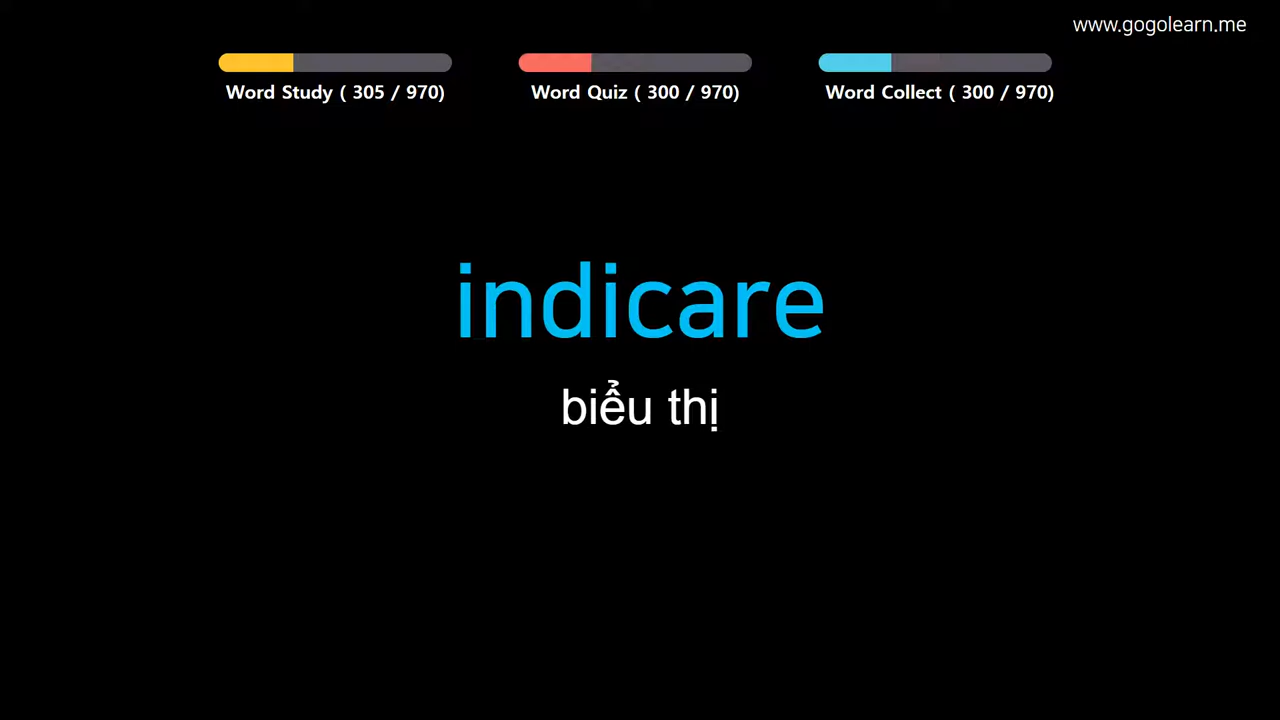 www.gogolearn.me
Word Study ( 305 / 970)
Word Quiz ( 300 / 970)
Word Collect ( 300 / 970)
indicare
biểu thị